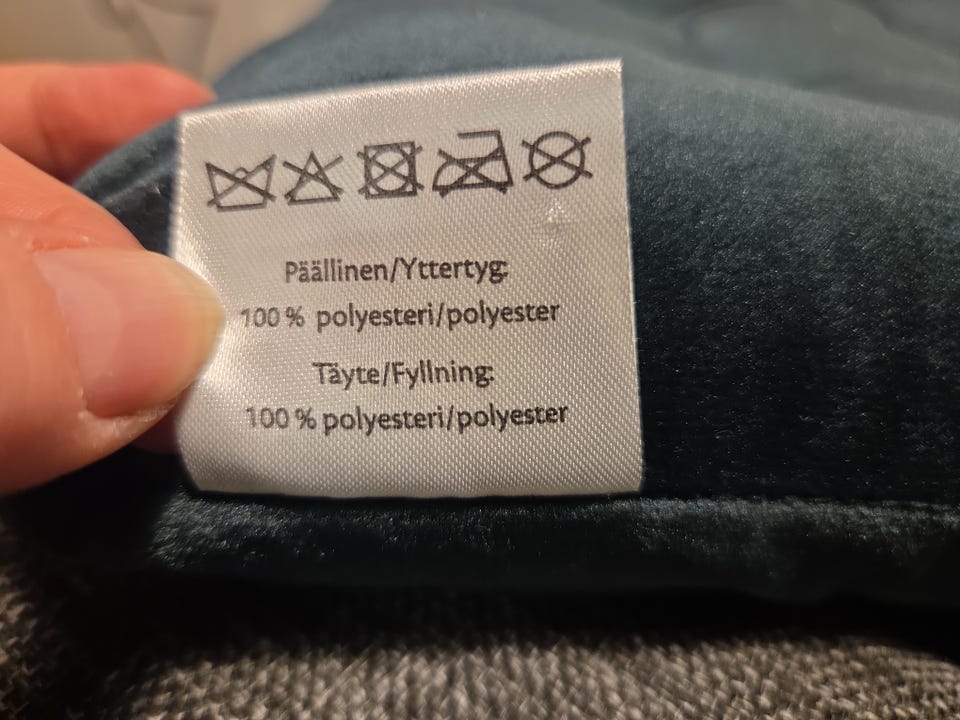 Päällinen/Yttertyg:
100 % polyesteri/polyester
Täyte/Fyllning:
100 % polyesteri/polyester